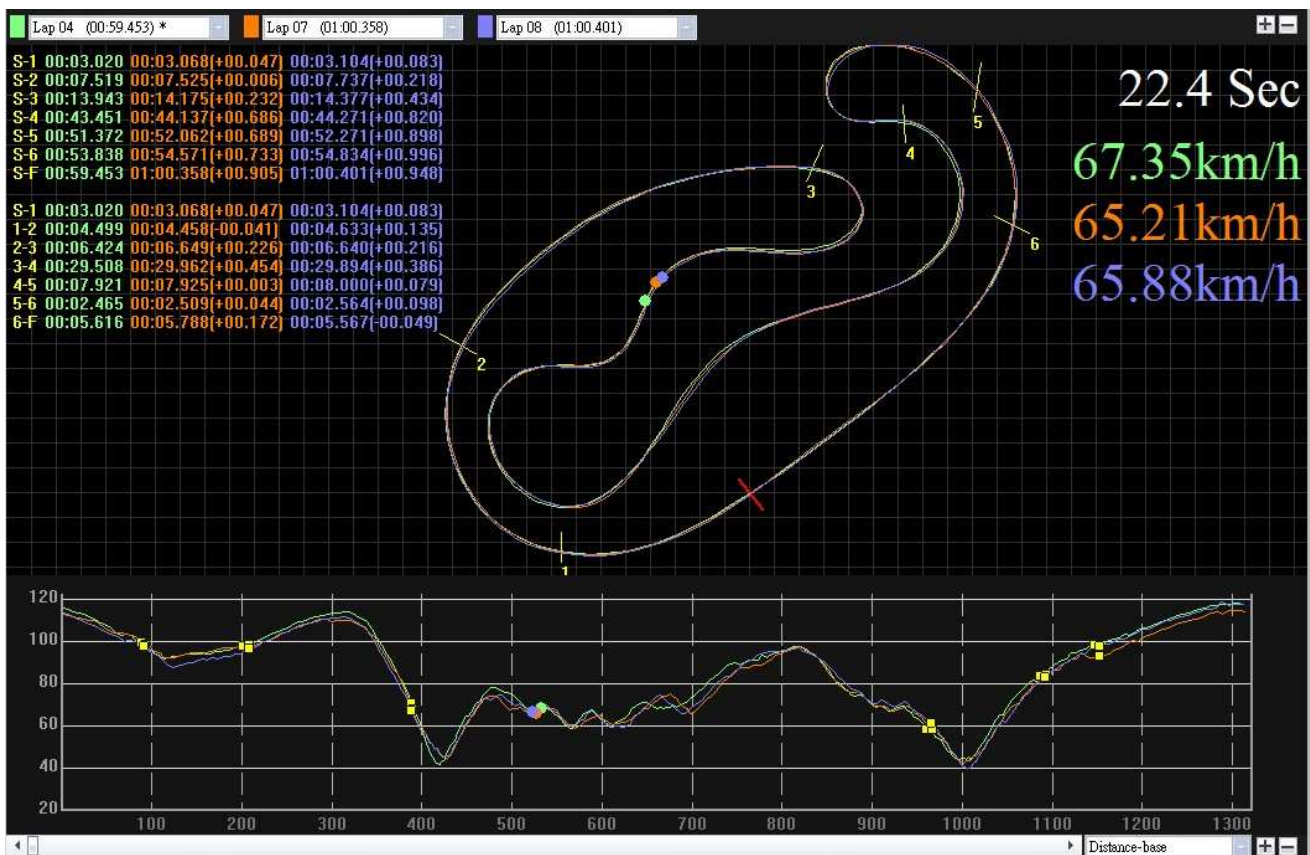 Lap 04 (00:59.453) * Lap 07 (01:00.358) Lap 08 (01:00.401)
S-1 00:03.020 00:03.068(+00.047) 00:03.104(+00.083)
S-2 00:07.519 00:07.525(+00.006) 00:07.737(+00.218)
S-3 00:13.943 00:14.175(+00.232) 00:14.377(+00.434)
S-4 00:43.451 00:44.137(+00.686) 00:44.271(+00.820)
S-5 00:51.372 00:52.062(+00.689) 00:52.271(+00.898)
S-6 00:53.838 00:54.571(+00.733) 00:54.834(+00.996)
S-F 00:59.453 01:00.358(+00.905) 01:00.401(+00.948)
S-1 00:03.020 00:03.068(+00.047) 00:03.104(+00.083)
1-2 00:04.499 00:04.458(-00.041) 00:04.633(+00.135)
2-3 00:06.424 00:06.649(+00.226) 00:06.640(+00.216)
3-4 00:29.508 00:29.962(+00.454) 00:29.894(+00.386)
4-5 00:07.921 00:07.925(+00.003) 00:08.000(+00.079)
5-6 00:02.465 00:02.509(+00.044) 00:02.564(+00.098)
6-F 00:05.616 00:05.788(+00.172) 00:05.567(-00.049)
22.4 Sec
67.35km/h
65.21km/h
65.88km/h
5
4
3
6
2
1
120
100
80
60
40
20
100 200 300 400 500 600 700 800 900 1000 1100 1200 1300
Distance-base